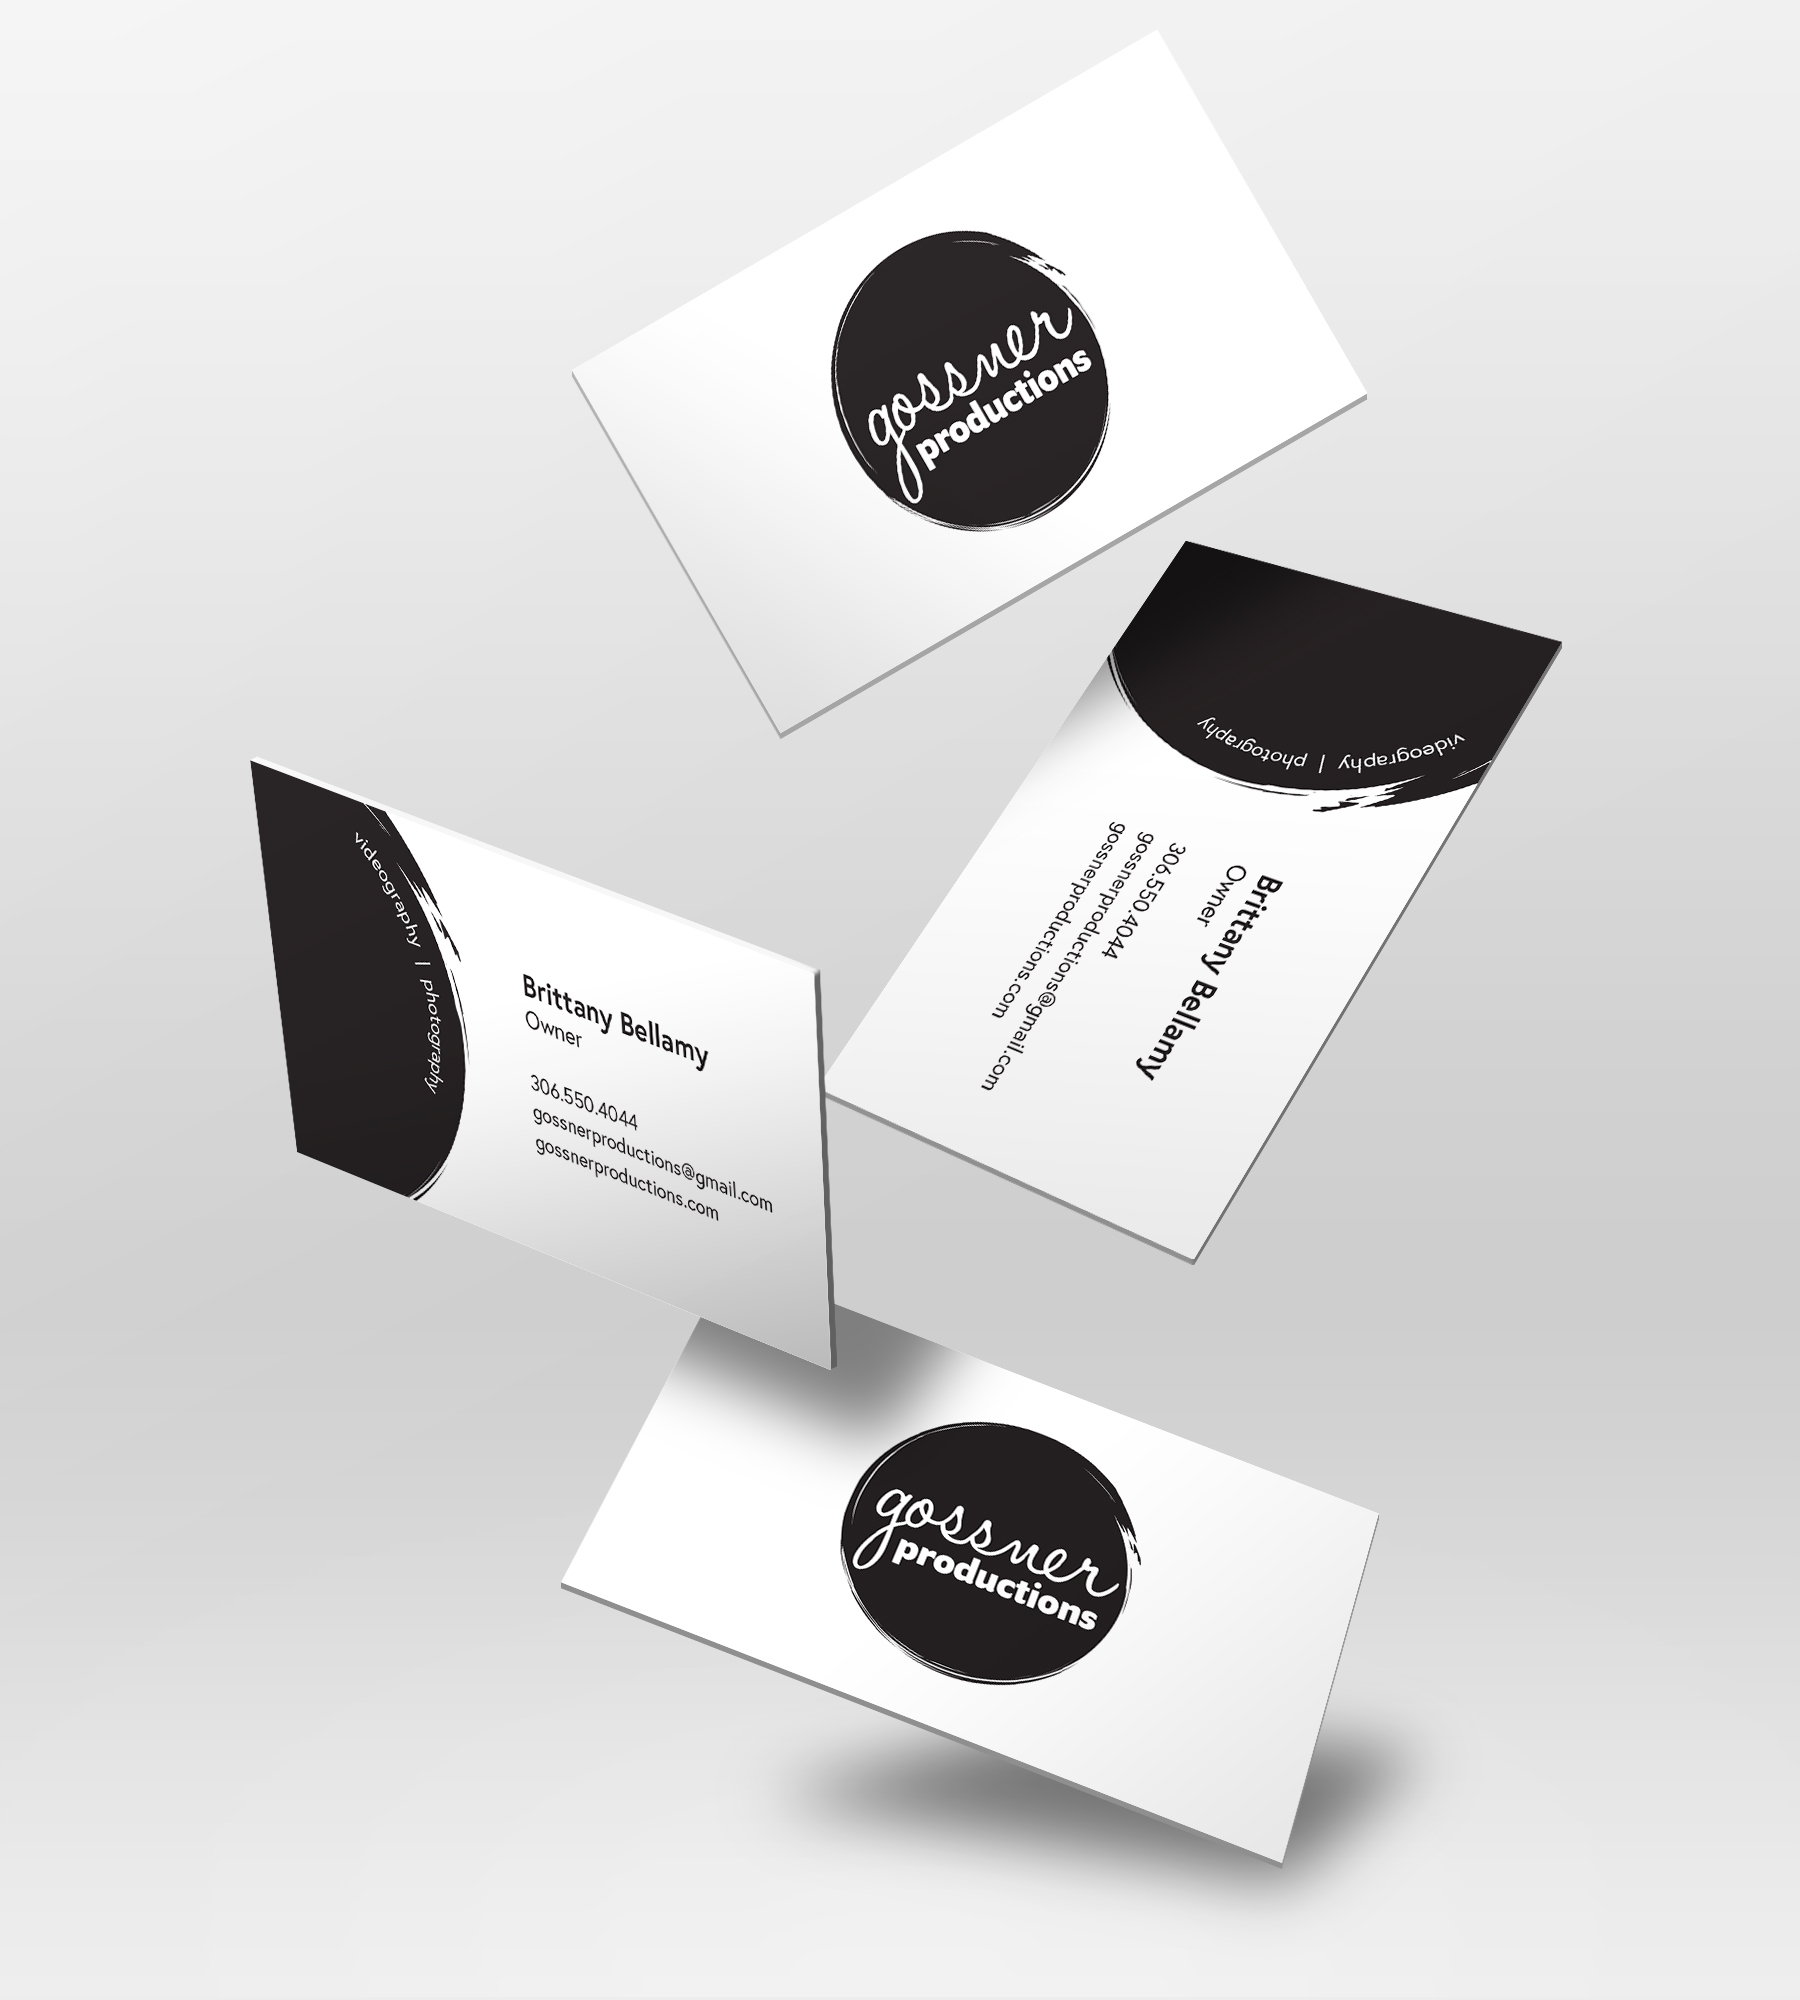 gossner
productions
videography | photography
Brittany Bellamy
Owner
306.550.4044
gossnerproductions@gmail.com
gossnerproductions.com
videography | photography
Brittany Bellamy
Owner
306.550.4044
gossnerproductions@gmail.com
gossnerproductions.com
gossner
productions